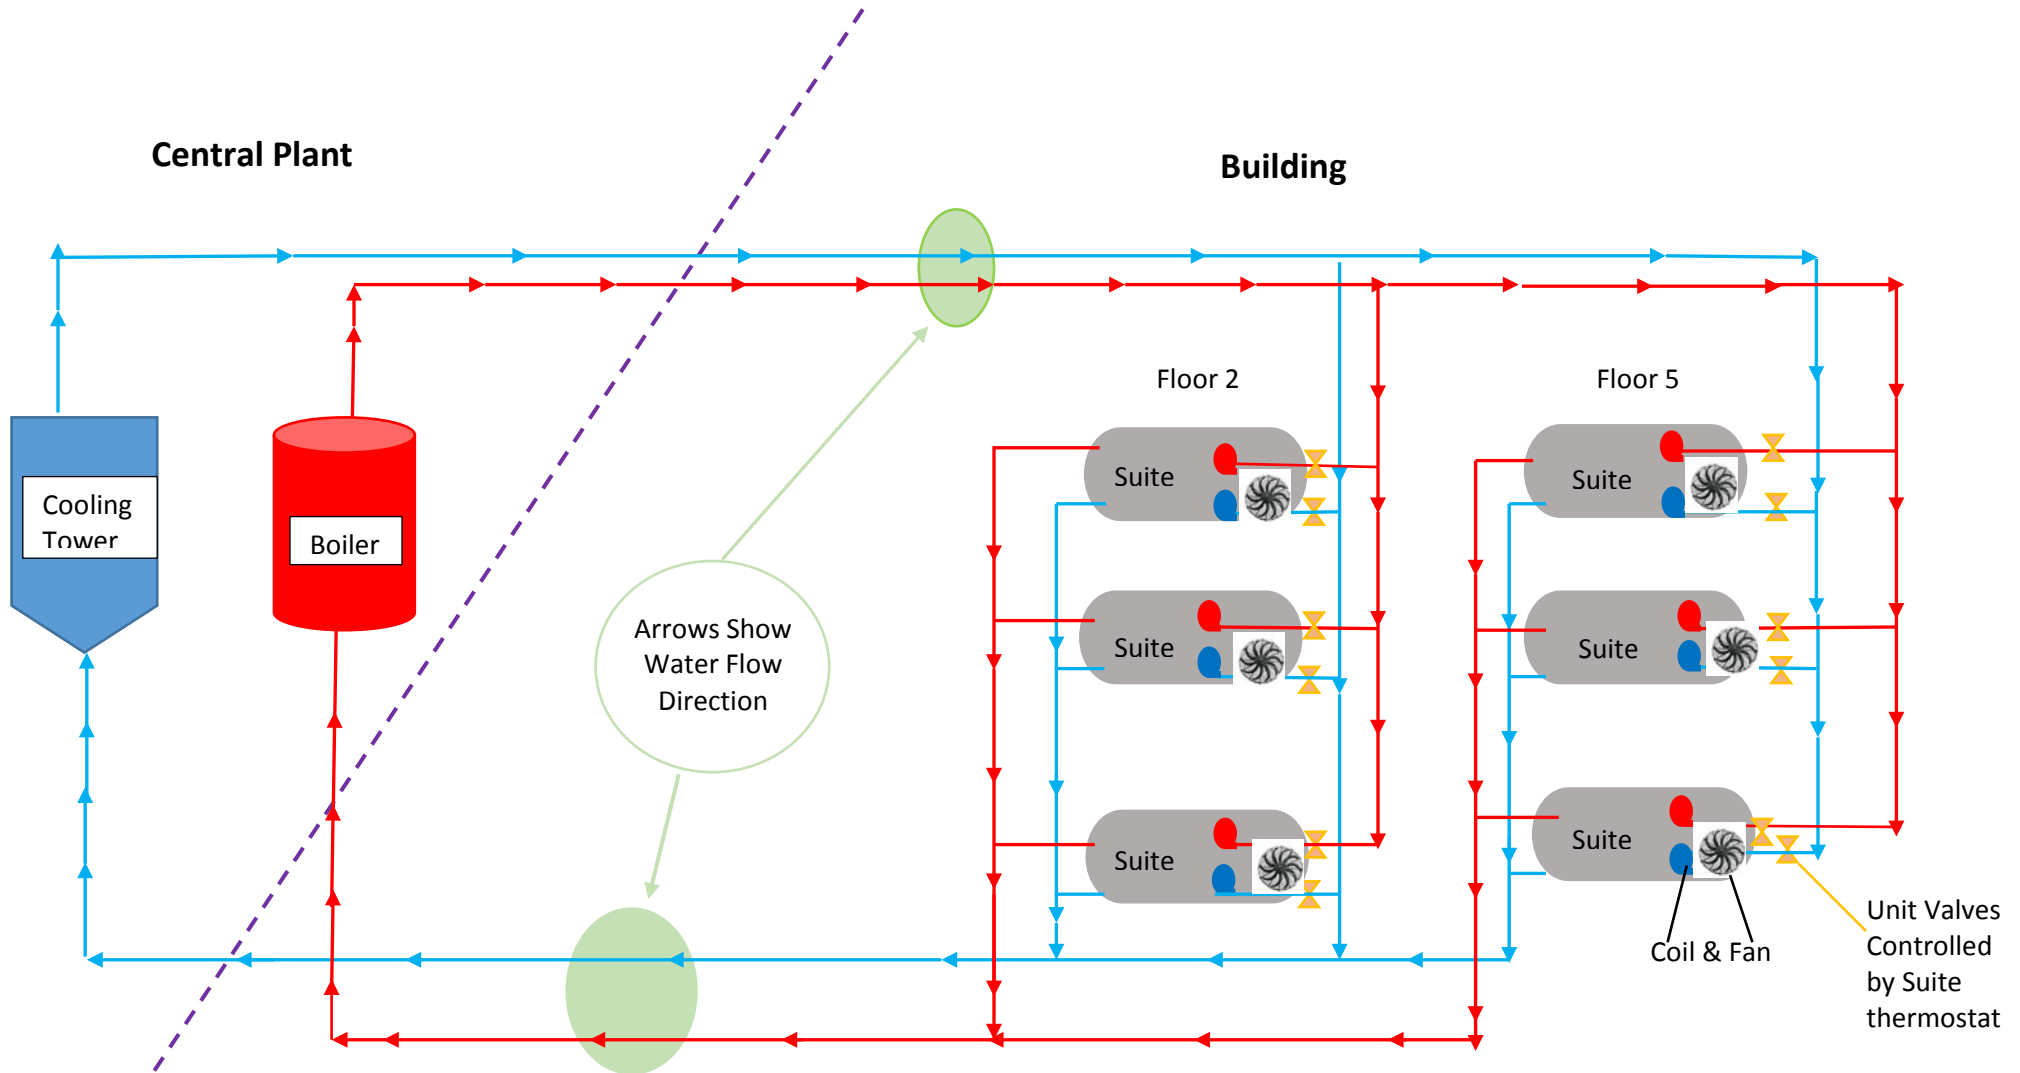 Central Plant
Building
Floor 2
Floor 5
Suite
Suite
Cooling
Tower
Boiler
Arrows Show
Water Flow
Direction
Suite
Suite
Suite
Suite
Unit Valves
Controlled
by Suite
thermostat
Coil & Fan